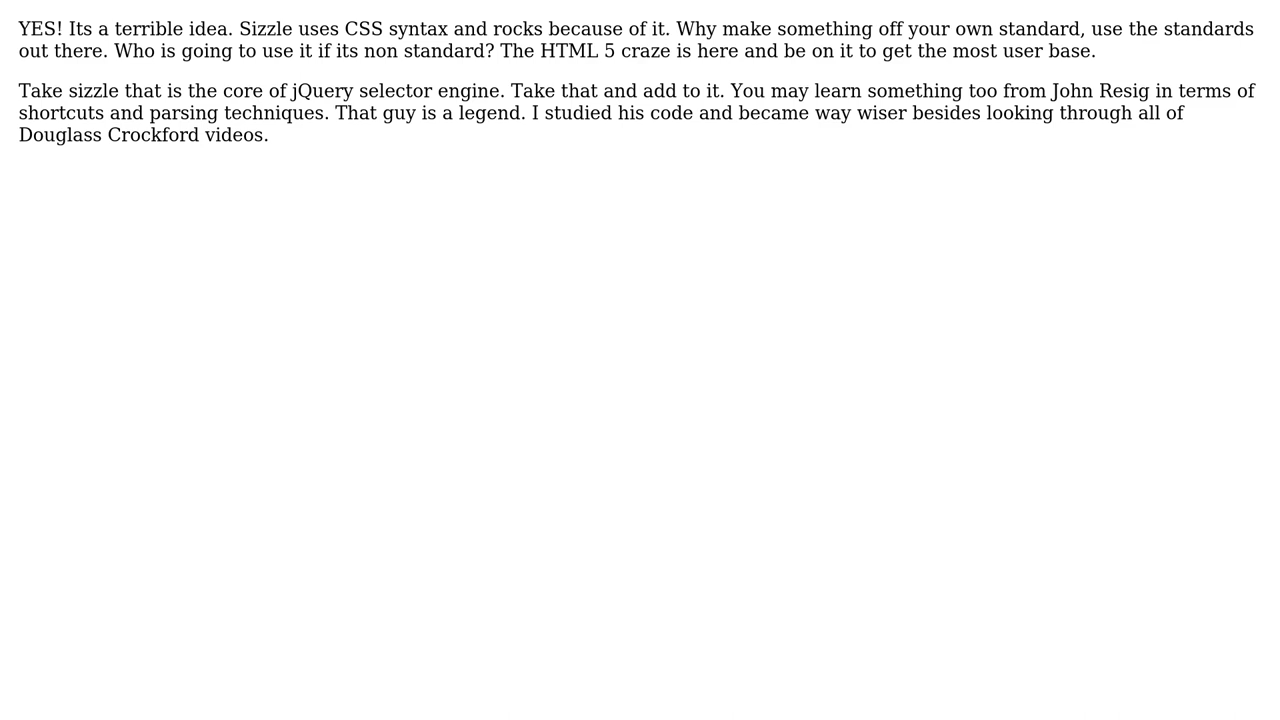 YES! Its a terrible idea. Sizzle uses CSS syntax and rocks because of it. Why make something off your own standard, use the standards
out there. Who is going to use it if its non standard? The HTML 5 craze is here and be on it to get the most user base.
Take sizzle that is the core of jQuery selector engine. Take that and add to it. You may learn something too from John Resig in terms of
shortcuts and parsing techniques. That guy is a legend. I studied his code and became way wiser besides looking through all of
Douglass Crockford videos.